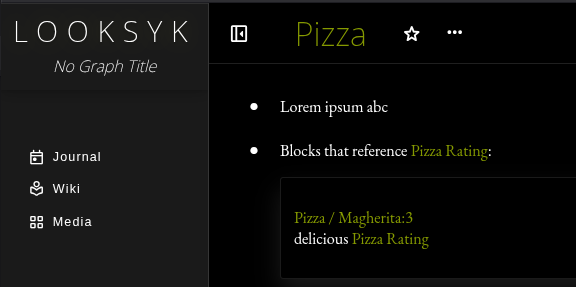 LOOKSYK
No Graph Title
Journal
Wiki
Media
Pizza
Lorem ipsum abc
Blocks that reference Pizza Rating:
Pizza / Magherita:3
delicious Pizza Rating